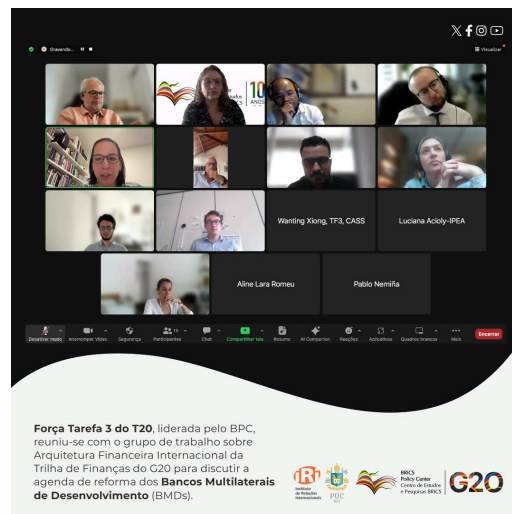 Gravando...
Visualizar
10
ANOS
Wanting Xiong, TF3, CASS
Luciana Acioly-IPEA
Aline Lara Romeu
Pablo Nemiña
Desativar mudo
Interromper Vídeo
Segurança
Participantes
Chat
Compartilhar tela
Resumo
AI Companion
Reações
Aplicativos
Quadros brancos
Mais
Encerrar
Força Tarefa 3 do T20, liderada pelo BPC,
reuniu-se com o grupo de trabalho sobre
Arquitetura Financeira Internacional da
Trilha de Finanças do G20 para discutir a
agenda de reforma dos Bancos Multilaterais
de Desenvolvimento (BMDs).
IRI
Instituto
de Relações
Internacionais
PUC
RIO
BRICS
Policy Center
Centro de Estudos
e Pesquisas BRICS
G20